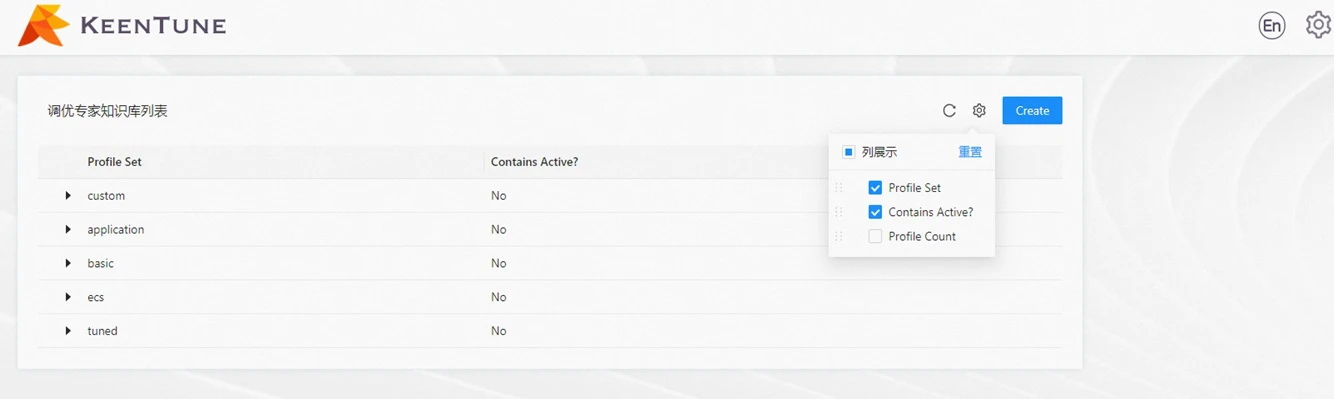 KEENTUNE
En
调优专家知识库列表
Create
列展示 重置
Profile Set Contains Active?
Profile Set
custom No
Contains Active?
application No
Profile Count
basic No
ecs No
tuned No